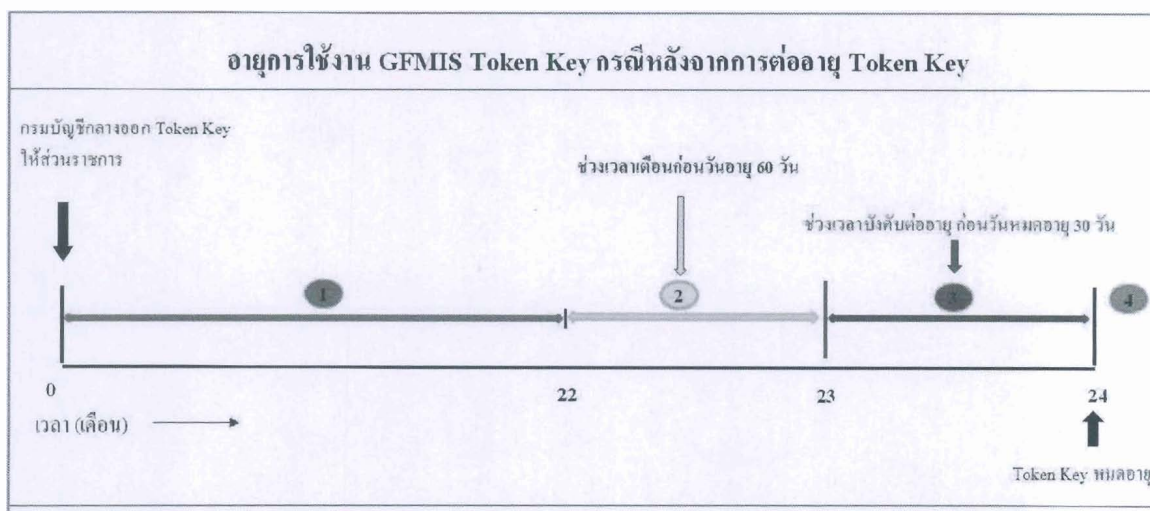 อายุการใช้งาน GFMIS Token Key กรณีหลังจากการต่ออายุ Token Key
กรมบัญชีกลางออก Token Key
ให้ส่วนราชการ
ช่วงเวลาเตือนก่อนวันอายุ 60 วัน
ช่วงเวลาบังคับต่ออายุ ก่อนวันหมดอายุ 30 วัน
1
2
3
4
0
22
23
24
เวลา (เดือน)
Token Key หมดอายุ